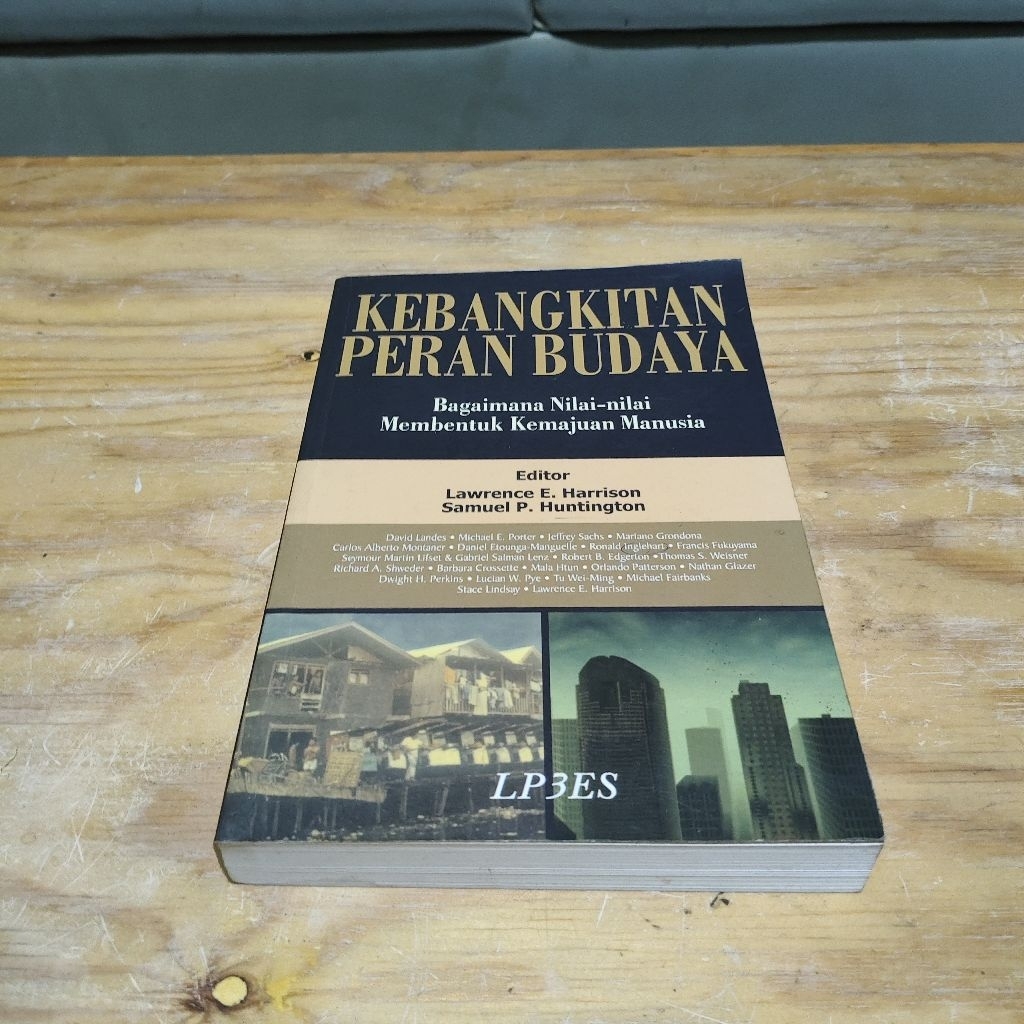 KEBANGKITAN
PERAN BUDAYA
Bagaimana Nilai-nilai
Membentuk Kemajuan Manusia
Editor
Lawrence E. Harrison
Samuel P. Huntington
David Landes • Michael E. Porter • Jeffrey Sachs • Mariano Grondona
Carlos Alberto Montaner • Daniel Etounga-Manguelle • Ronald Inglehart • Francis Fukuyama
Seymour Martin Lifset & Gabriel Salman Lenz • Robert B. Edgerton • Thomas S. Weisner
Richard A. Shweder • Barbara Crossette • Mala Htun • Orlando Patterson • Nathan Glazer
Dwight H. Perkins • Lucian W. Pye • Tu Wei-Ming • Michael Fairbanks
Stace Lindsay • Lawrence E. Harrison
LP3ES